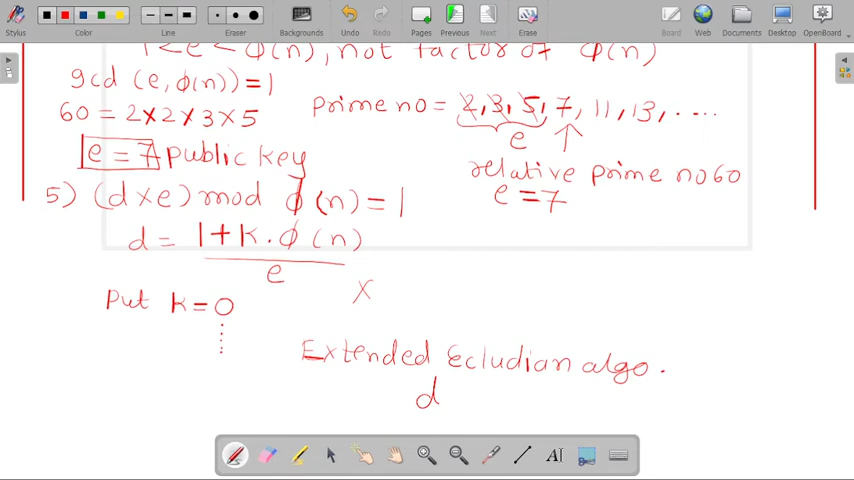 Stylus
Color
Line
Eraser
Backgrounds
Undo
Redo
Pages
Previous
Next
Erase
Board
Web
Documents
Desktop
OpenBoard
1 < e < ϕ(n), not factor of ϕ(n)
gcd (e, ϕ(n)) = 1
60 = 2×2×3×5
Prime no = 2, 3, 5, 7, 11, 13, ....
e
e = 7 public key
relative prime no 60
e = 7
5) (d×e) mod ϕ(n) = 1
d = 1 + k.ϕ(n)
e
X
Put k = 0
Extended Ecludian algo.
d